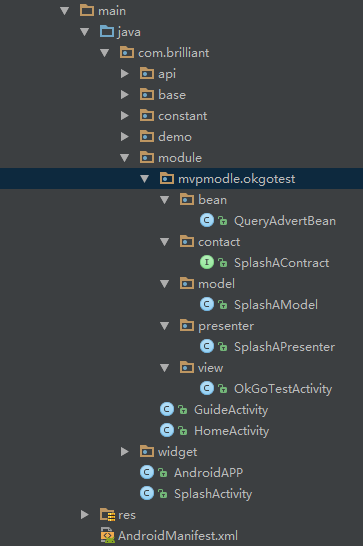 main
java
com.brilliant
api
base
constant
demo
module
mvpmodle.okgotest
bean
C QueryAdvertBean
contact
I SplashAContract
model
C SplashAModel
presenter
C SplashAPresenter
view
C OkGoTestActivity
C GuideActivity
C HomeActivity
widget
C AndroidAPP
C SplashActivity
res
AndroidManifest.xml